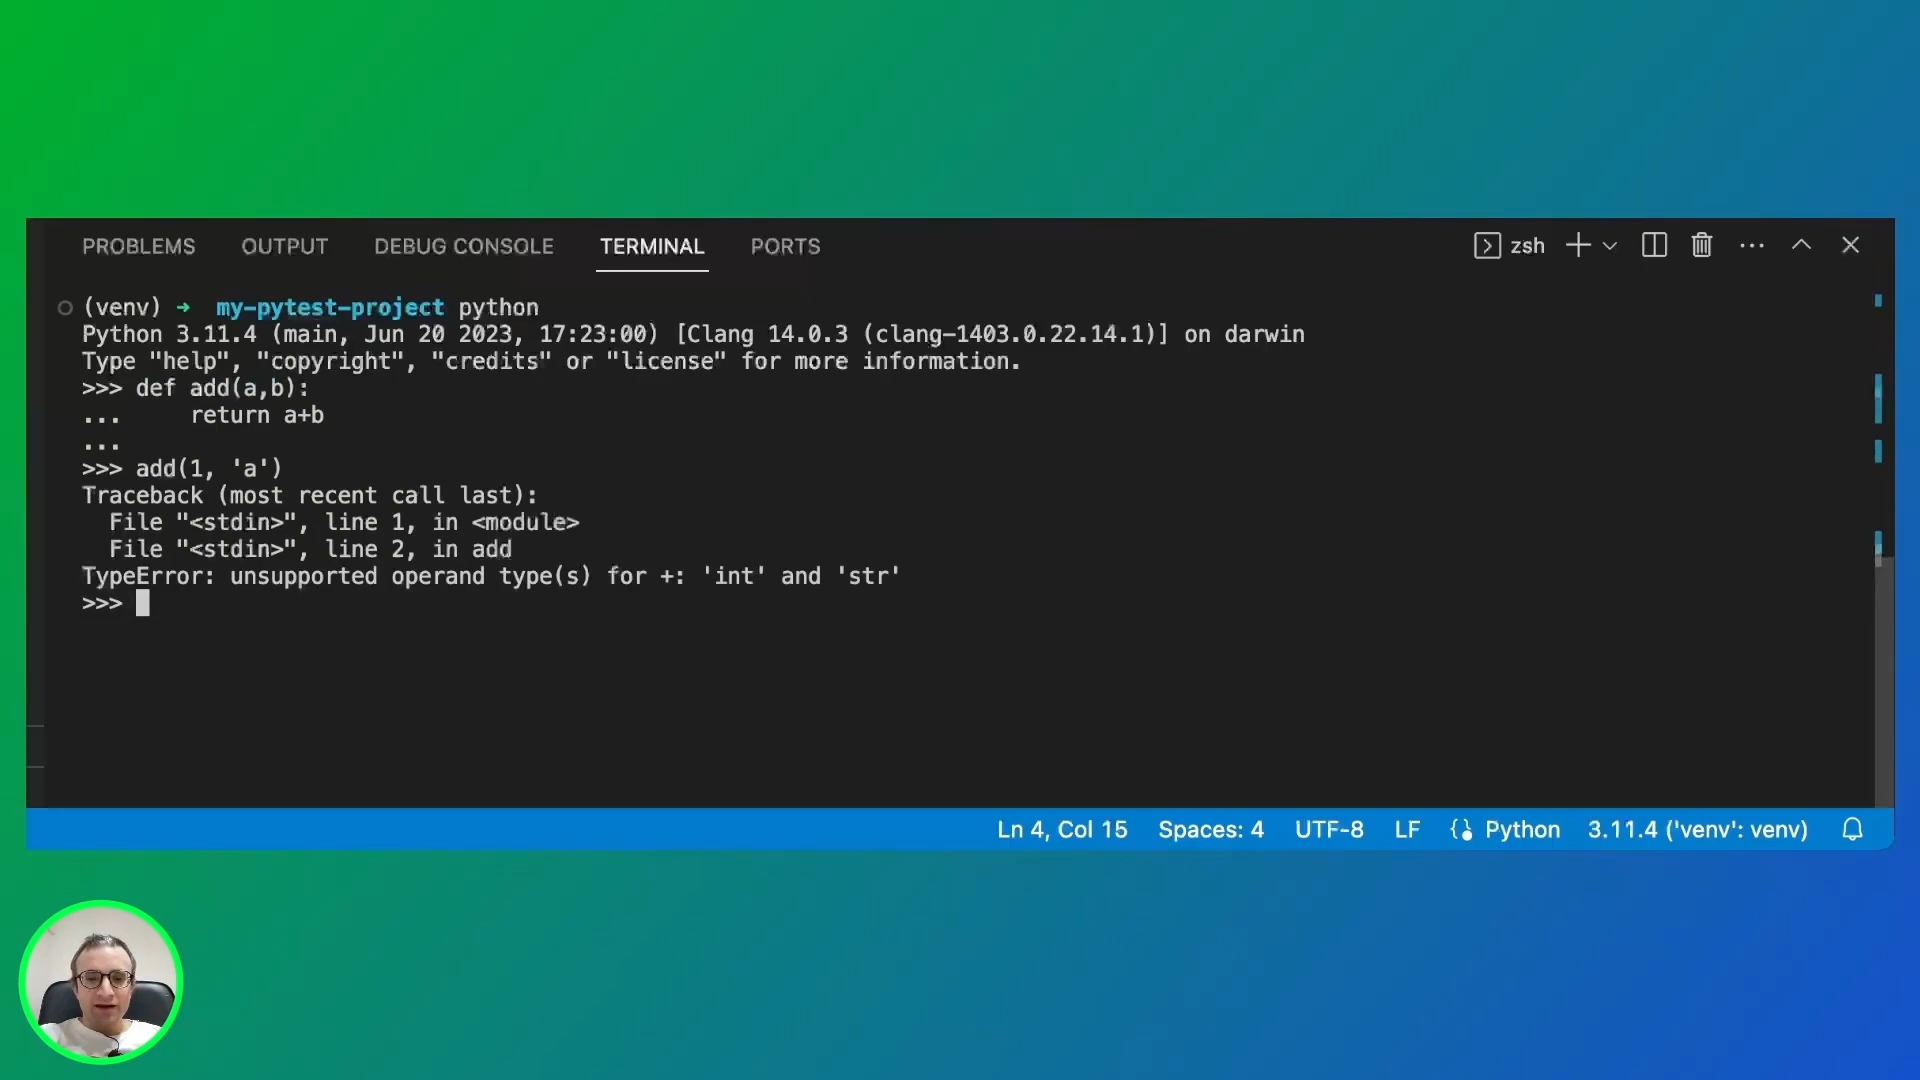 PROBLEMS OUTPUT DEBUG CONSOLE TERMINAL PORTS zsh
(venv) → my-pytest-project python
Python 3.11.4 (main, Jun 20 2023, 17:23:00) [Clang 14.0.3 (clang-1403.0.22.14.1)] on darwin
Type "help", "copyright", "credits" or "license" for more information.
>>> def add(a,b):
...     return a+b
...
>>> add(1, 'a')
Traceback (most recent call last):
  File "<stdin>", line 1, in <module>
  File "<stdin>", line 2, in add
TypeError: unsupported operand type(s) for +: 'int' and 'str'
>>>
Ln 4, Col 15 Spaces: 4 UTF-8 LF Python 3.11.4 ('venv': venv)